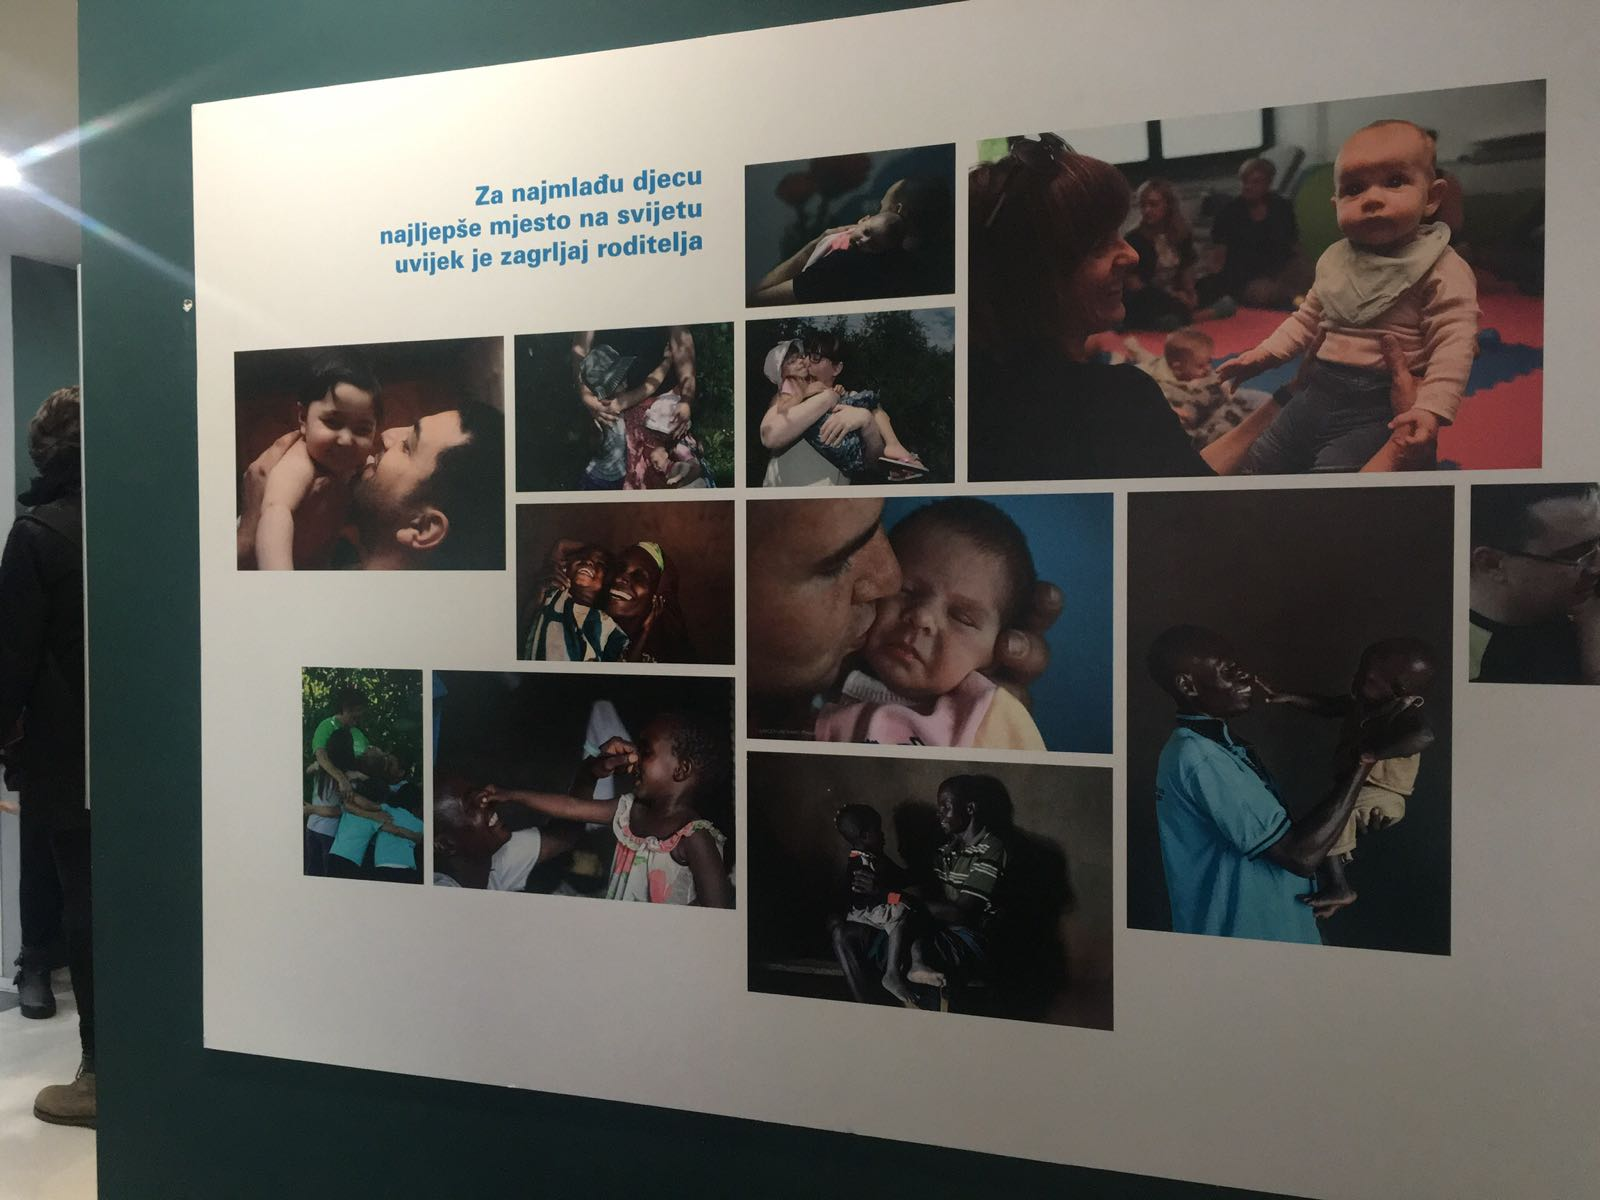 Za najmlađu djecu
najljepše mjesto na svijetu
uvijek je zagrljaj roditelja